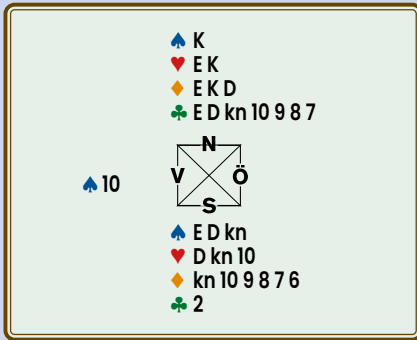 ♠ K
♥ E K
♦ E K D
♣ E D kn 10 9 8 7
N
♠ 10
V Ö
S
♠ E D kn
♥ D kn 10
♦ kn 10 9 8 7 6
♣ 2